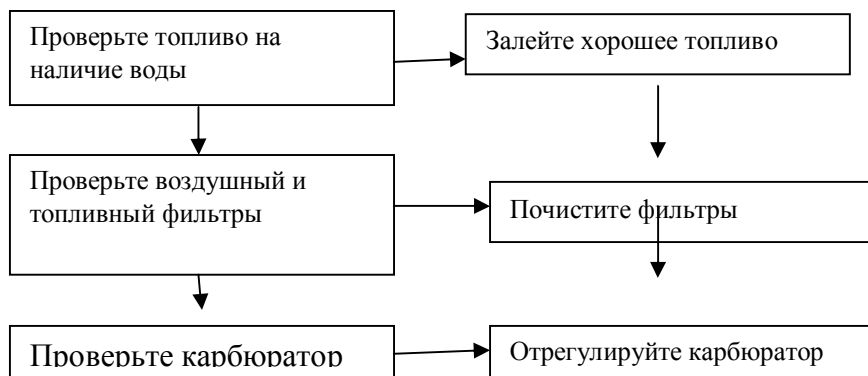 Проверьте топливо на
наличие воды
Залейте хорошее топливо
Проверьте воздушный и
топливный фильтры
Почистите фильтры
Проверьте карбюратор
Отрегулируйте карбюратор